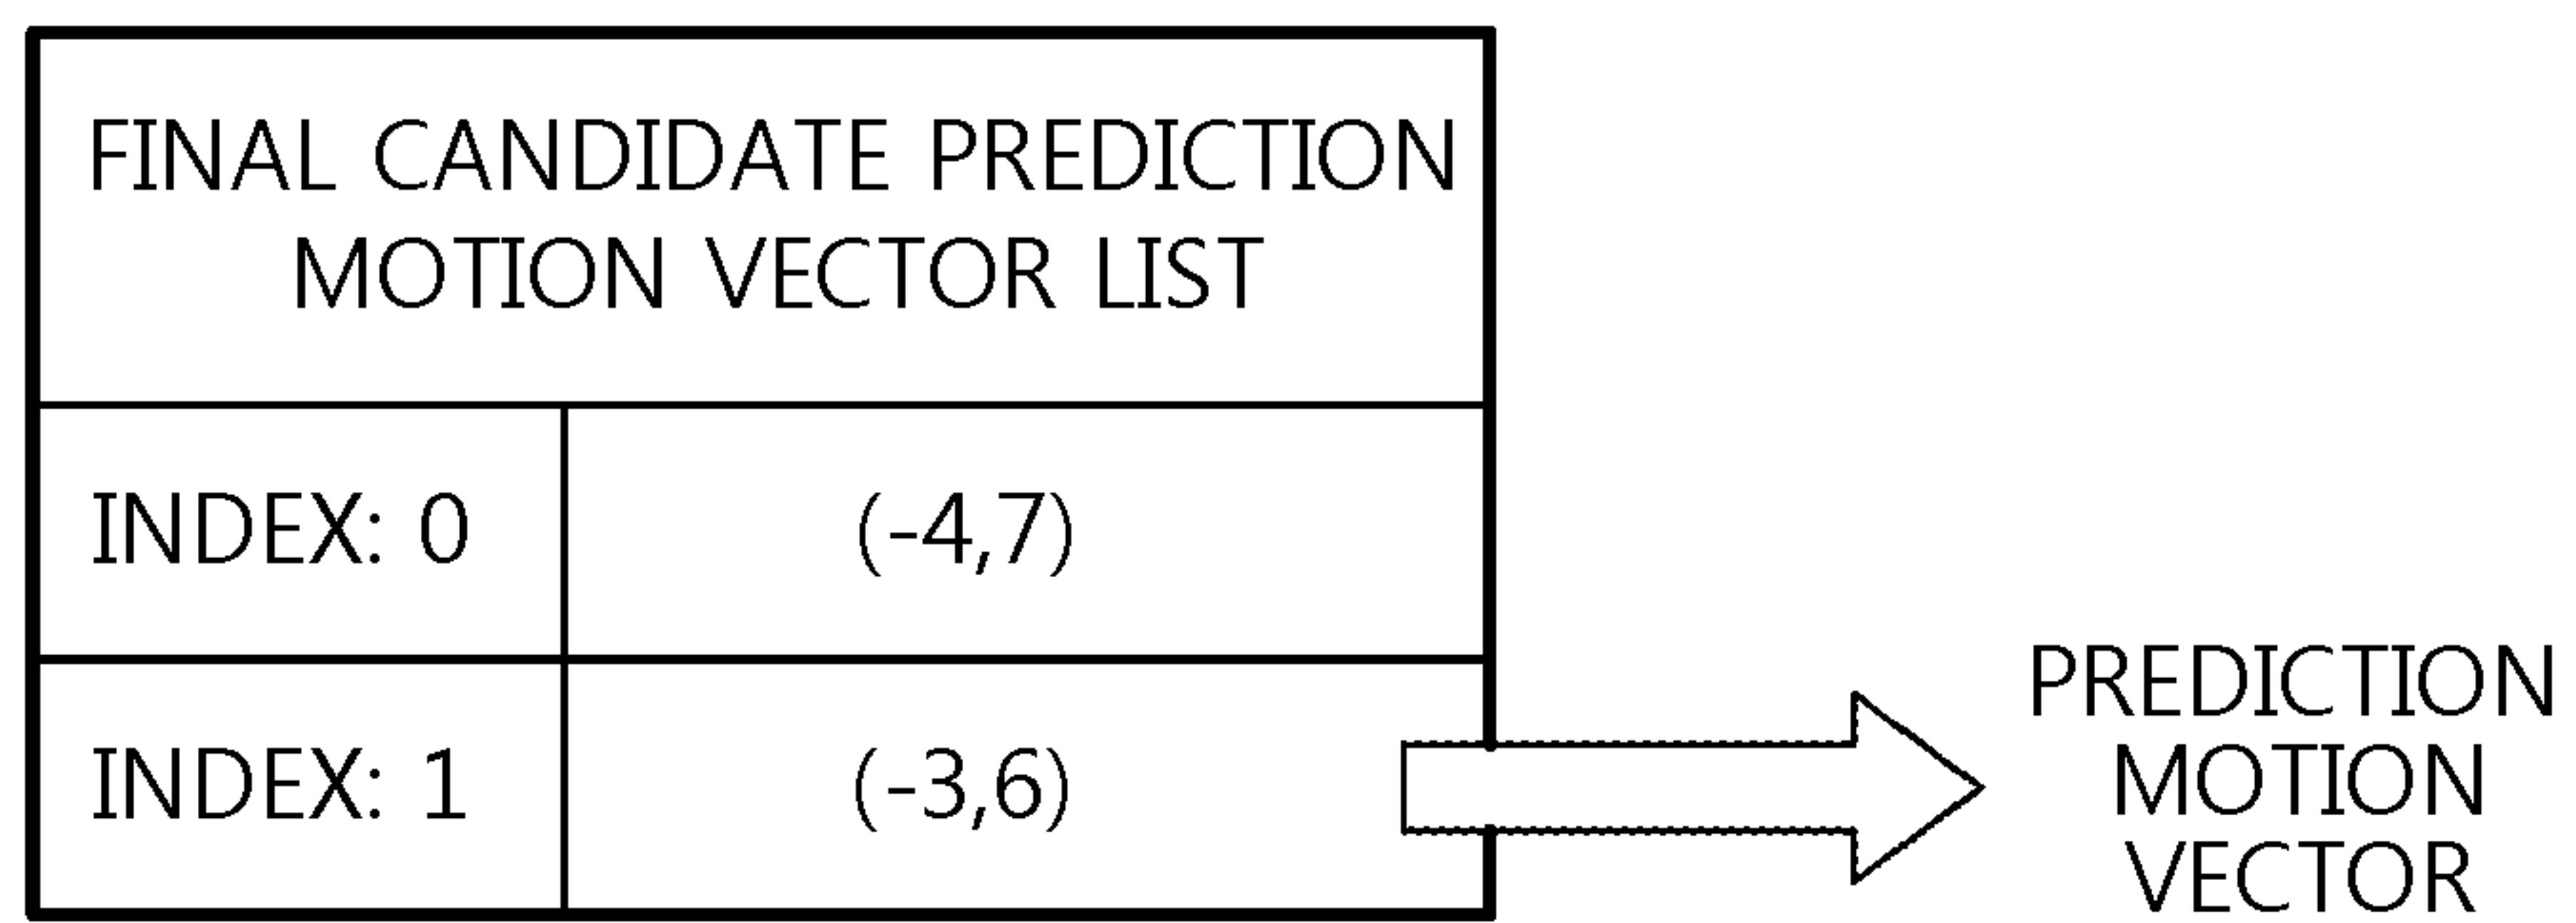 FINAL CANDIDATE PREDICTION
MOTION VECTOR LIST
INDEX: 0 (-4,7)
INDEX: 1 (-3,6)
PREDICTION
MOTION
VECTOR